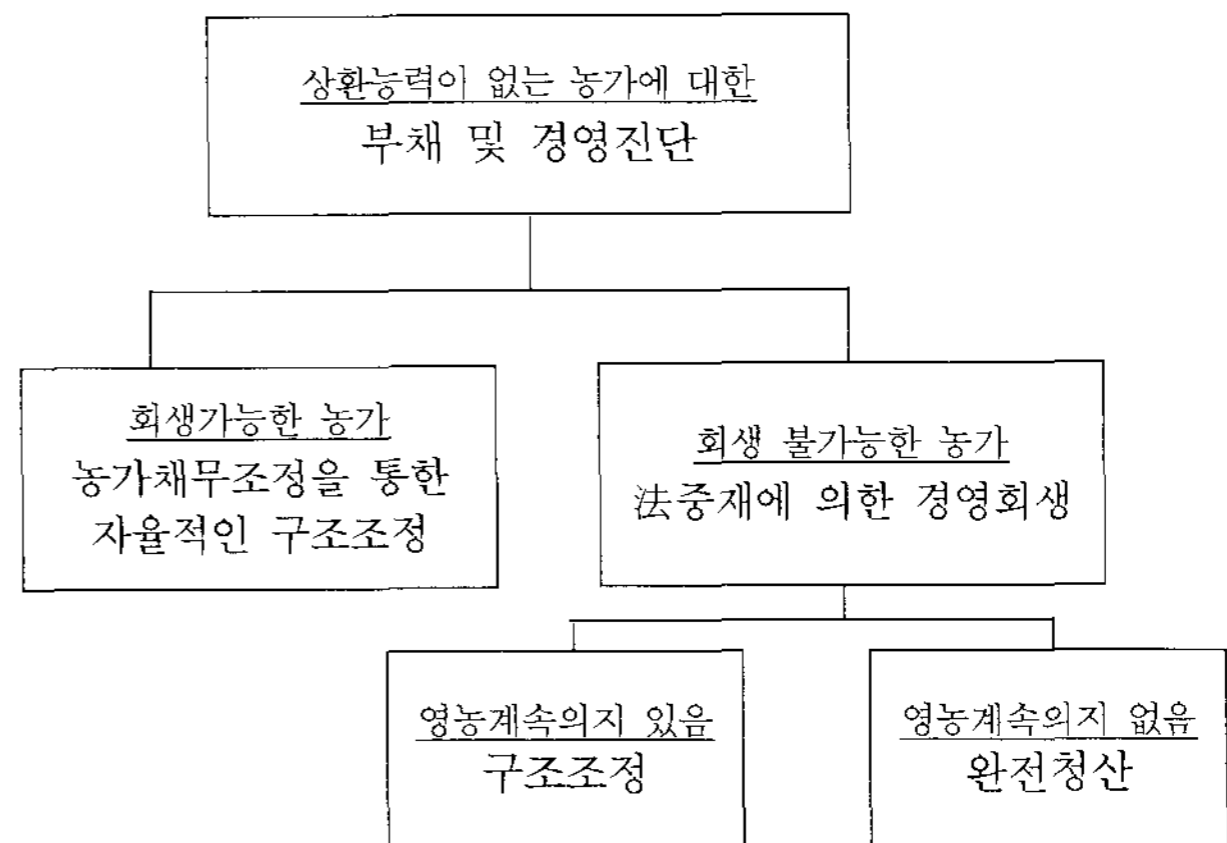 상환능력이 없는 농가에 대한
부채 및 경영진단
회생가능한 농가
농가채무조정을 통한
자율적인 구조조정
회생 불가능한 농가
法중재에 의한 경영회생
영농계속의지 있음
구조조정
영농계속의지 없음
완전청산